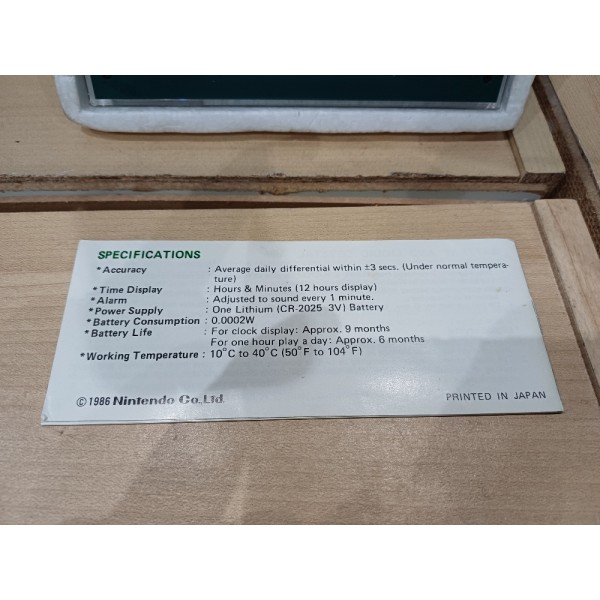 SPECIFICATIONS
*Accuracy : Average daily differential within ±3 secs. (Under normal tempera-
ture)
*Time Display : Hours & Minutes (12 hours display)
*Alarm : Adjusted to sound every 1 minute.
*Power Supply : One Lithium (CR-2025 3V) Battery
*Battery Consumption : 0.0002W
*Battery Life : For clock display: Approx. 9 months
For one hour play a day: Approx. 6 months
*Working Temperature : 10°C to 40°C (50°F to 104°F)
©1986 Nintendo Co.,Ltd.
PRINTED IN JAPAN